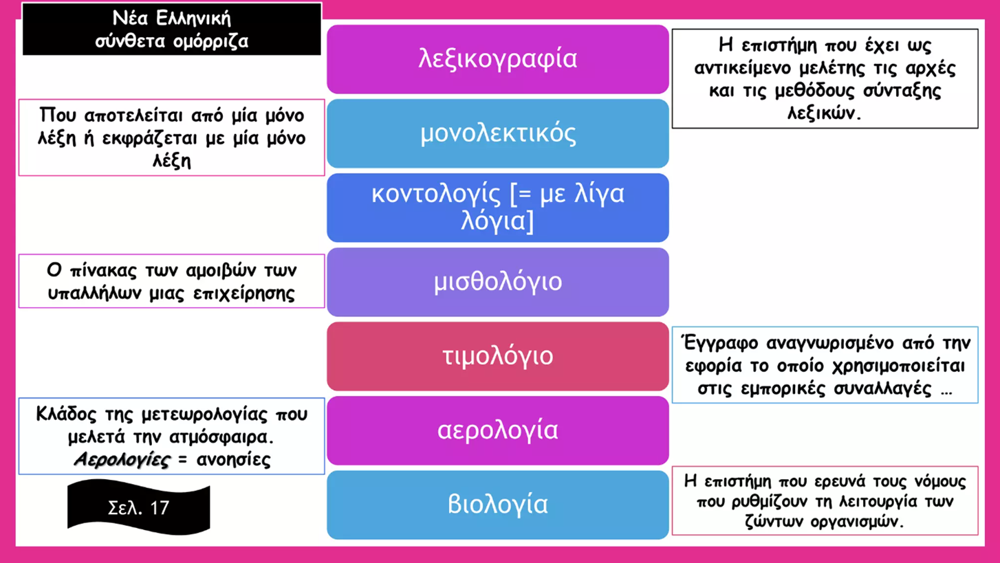 Νέα Ελληνική
σύνθετα ομόρριζα
λεξικογραφία
Η επιστήμη που έχει ως
αντικείμενο μελέτης τις αρχές
και τις μεθόδους σύνταξης
λεξικών.
Που αποτελείται από μία μόνο
λέξη ή εκφράζεται με μία μόνο
λέξη
μονολεκτικός
κοντολογίς [= με λίγα
λόγια]
Ο πίνακας των αμοιβών των
υπαλλήλων μιας επιχείρησης
μισθολόγιο
τιμολόγιο
Έγγραφο αναγνωρισμένο από την
εφορία το οποίο χρησιμοποιείται
στις εμπορικές συναλλαγές …
Κλάδος της μετεωρολογίας που
μελετά την ατμόσφαιρα.
Αερολογίες = ανοησίες
αερολογία
βιολογία
Η επιστήμη που ερευνά τους νόμους
που ρυθμίζουν τη λειτουργία των
ζώντων οργανισμών.
Σελ. 17